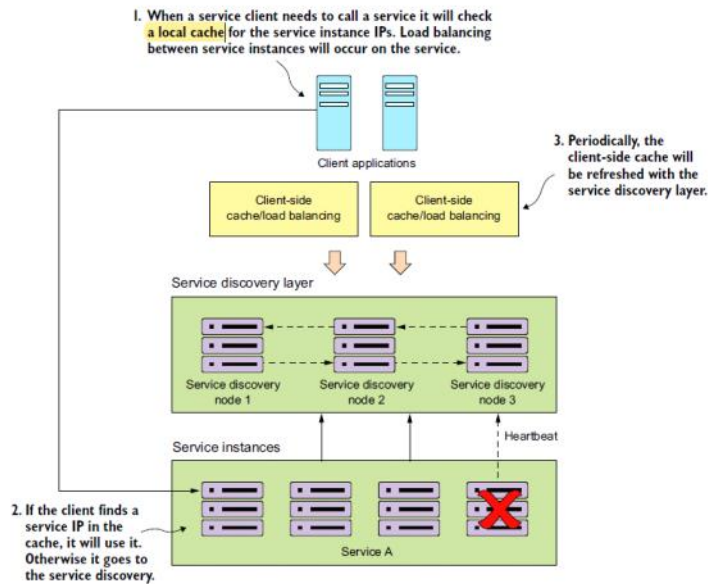 1. When a service client needs to call a service it will check
a local cache for the service instance IPs. Load balancing
between service instances will occur on the service.
Client applications
3. Periodically, the
client-side cache will
be refreshed with the
service discovery layer.
Client-side
cache/load balancing
Client-side
cache/load balancing
Service discovery layer
Service discovery
node 1
Service discovery
node 2
Service discovery
node 3
Heartbeat
Service instances
2. If the client finds a
service IP in the
cache, it will use it.
Otherwise it goes to
the service discovery.
Service A